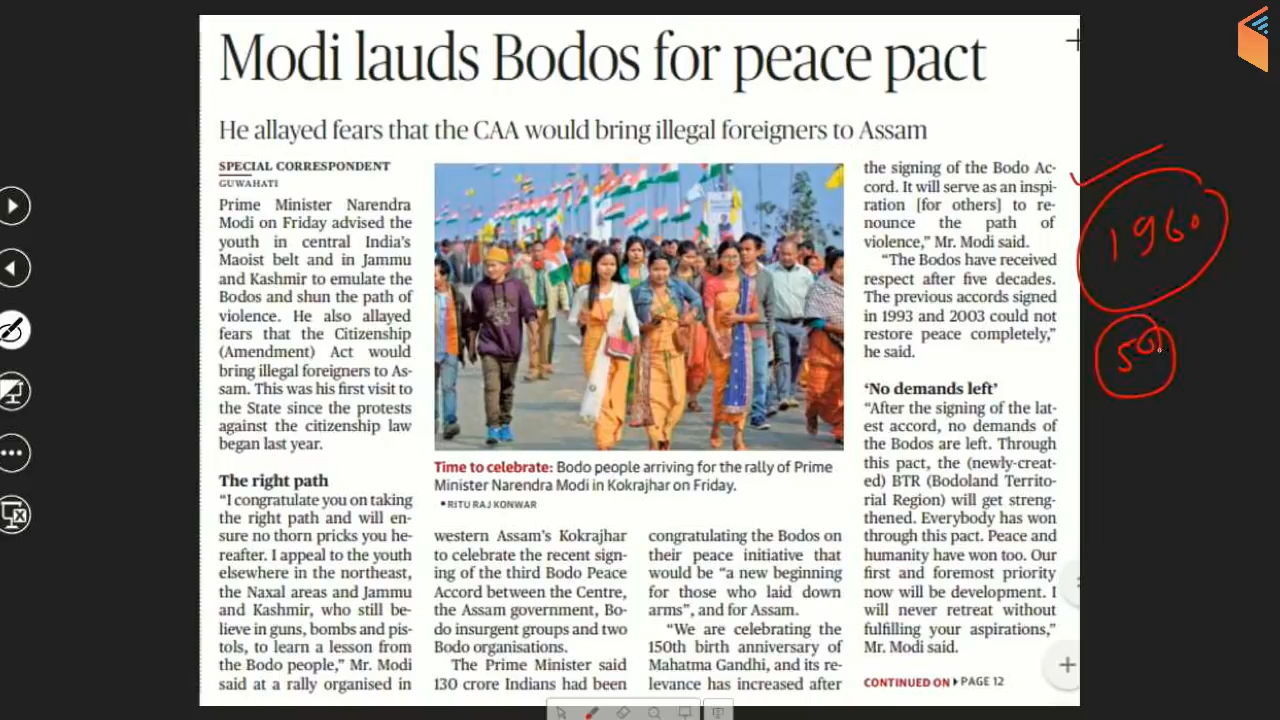 Modi lauds Bodos for peace pact
He allayed fears that the CAA would bring illegal foreigners to Assam
SPECIAL CORRESPONDENT
GUWAHATI
Prime Minister Narendra
Modi on Friday advised the
youth in central India's
Maoist belt and in Jammu
and Kashmir to emulate the
Bodos and shun the path of
violence. He also allayed
fears that the Citizenship
(Amendment) Act would
bring illegal foreigners to As-
sam. This was his first visit to
the State since the protests
against the citizenship law
began last year.
The right path
"I congratulate you on taking
the right path and will en-
sure no thorn pricks you he-
reafter. I appeal to the youth
elsewhere in the northeast,
the Naxal areas and Jammu
and Kashmir, who still be-
lieve in guns, bombs and pis-
tols, to learn a lesson from
the Bodo people," Mr. Modi
said at a rally organised in
Time to celebrate: Bodo people arriving for the rally of Prime
Minister Narendra Modi in Kokrajhar on Friday.
• RITU RAJ KONWAR
western Assam's Kokrajhar
to celebrate the recent sign-
ing of the third Bodo Peace
Accord between the Centre,
the Assam government, Bo-
do insurgent groups and two
Bodo organisations.
The Prime Minister said
130 crore Indians had been
congratulating the Bodos on
their peace initiative that
would be "a new beginning
for those who laid down
arms", and for Assam.
"We are celebrating the
150th birth anniversary of
Mahatma Gandhi, and its re-
levance has increased after
the signing of the Bodo Ac-
cord. It will serve as an inspi-
ration [for others] to re-
nounce the path of
violence," Mr. Modi said.
"The Bodos have received
respect after five decades.
The previous accords signed
in 1993 and 2003 could not
restore peace completely,"
he said.
'No demands left'
"After the signing of the lat-
est accord, no demands of
the Bodos are left. Through
this pact, the (newly-creat-
ed) BTR (Bodoland Territo-
rial Region) will get streng-
thened. Everybody has won
through this pact. Peace and
humanity have won too. Our
first and foremost priority
now will be development. I
will never retreat without
fulfilling your aspirations,"
Mr. Modi said.
CONTINUED ON ▸ PAGE 12
1960
50